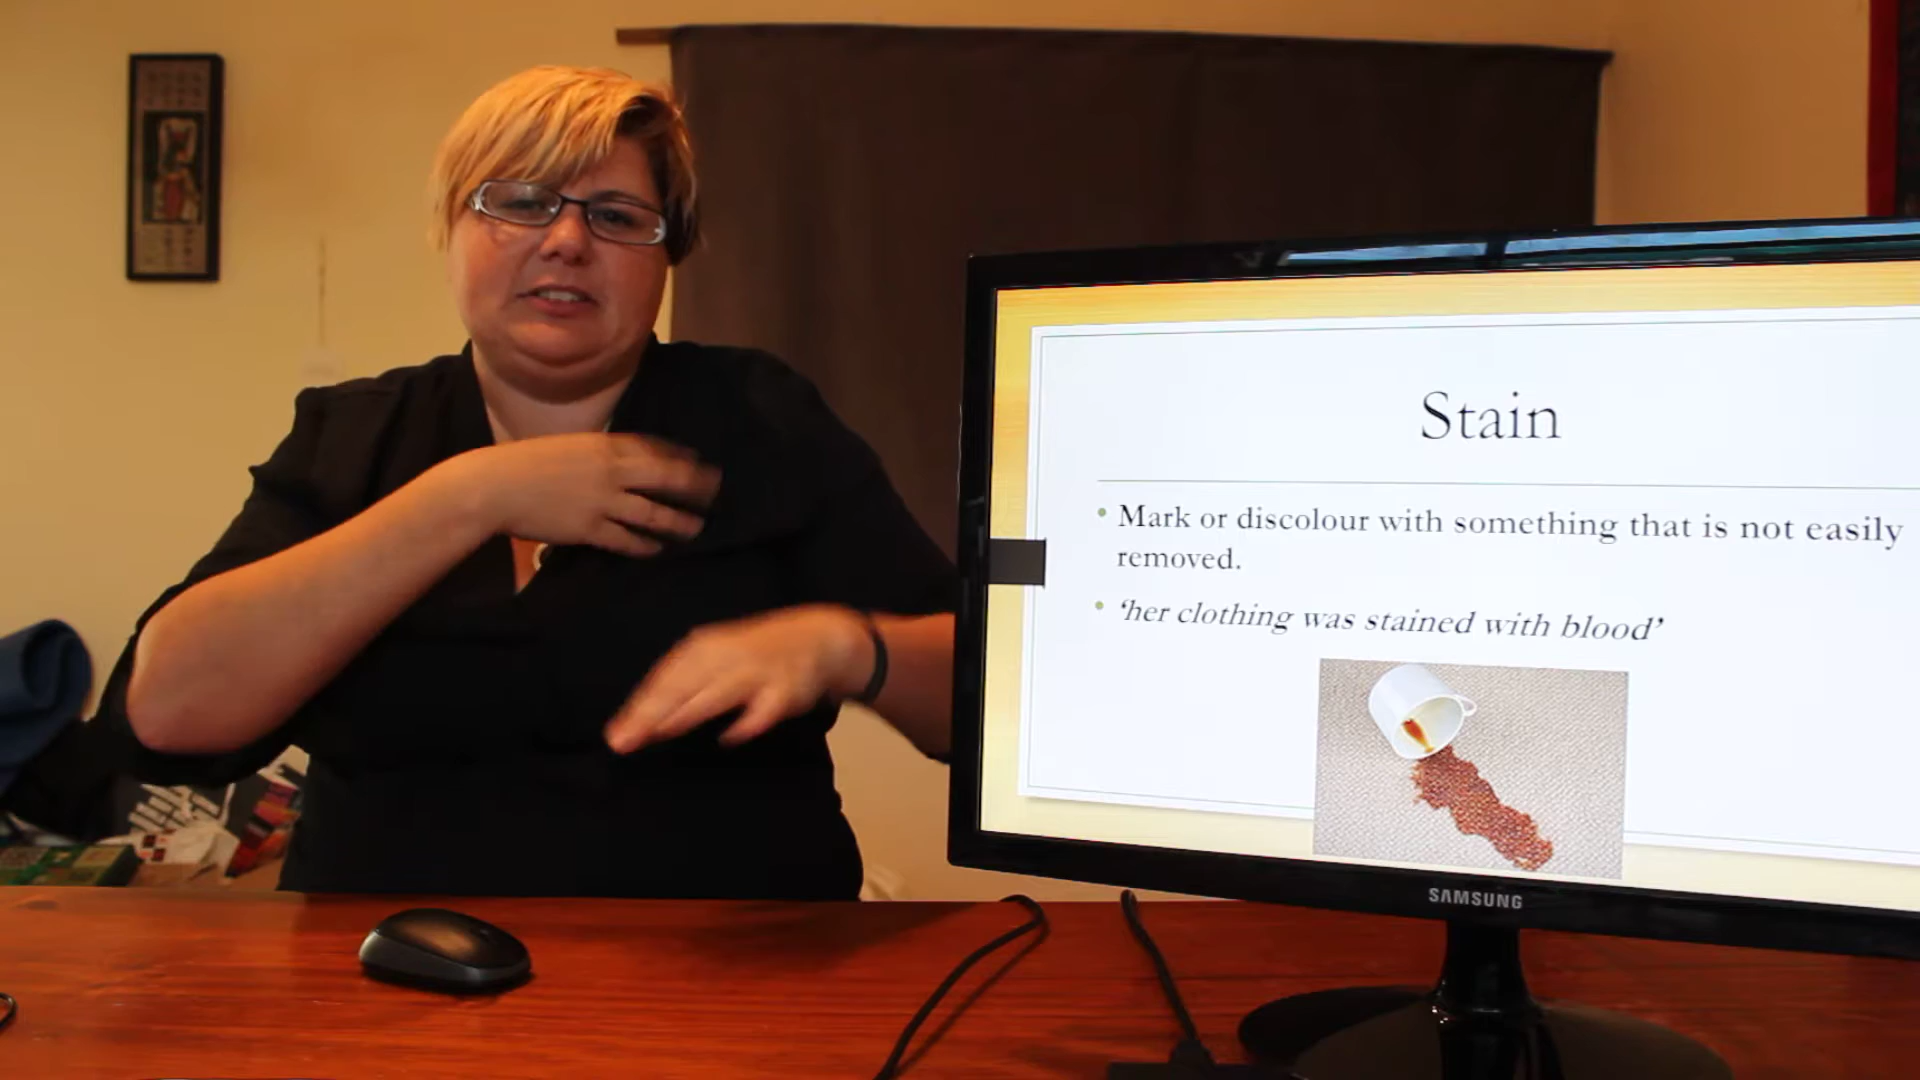 Stain
• Mark or discolour with something that is not easily
removed.
• ‘her clothing was stained with blood’
SAMSUNG